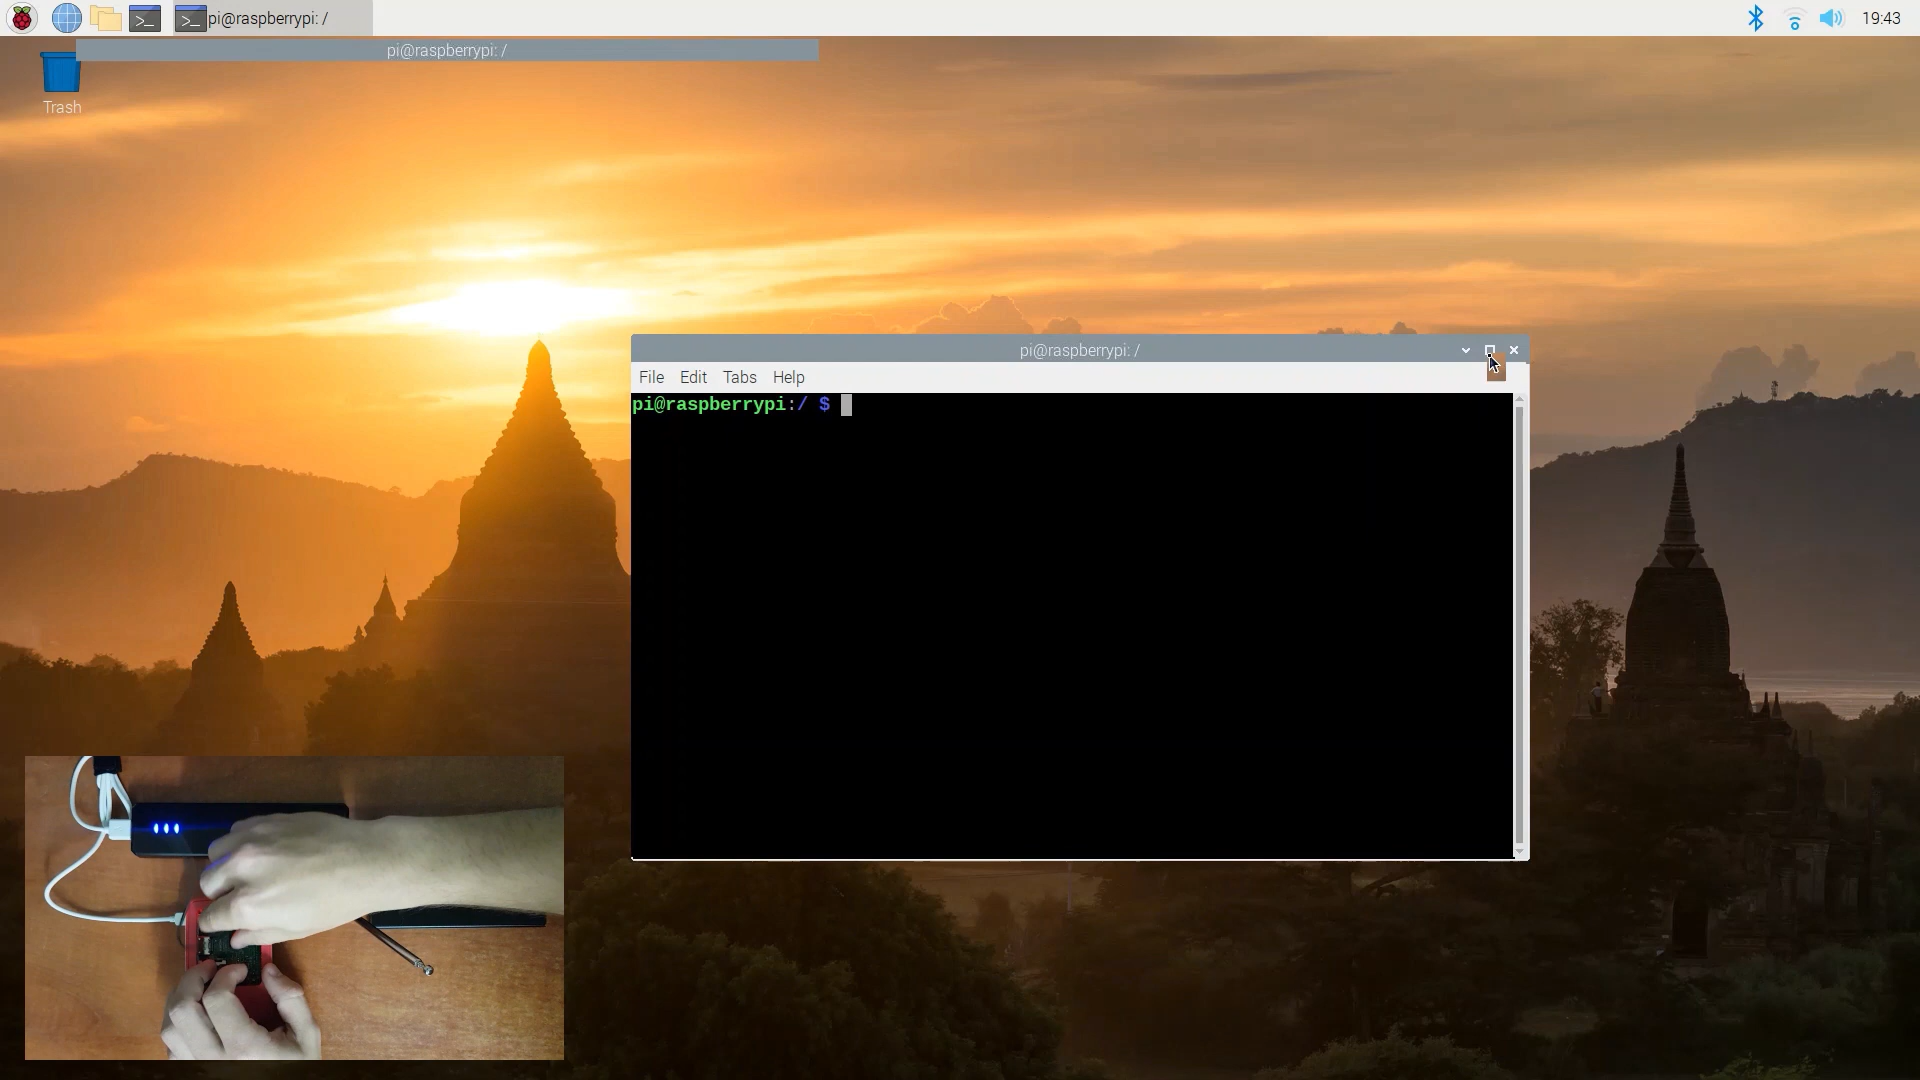 pi@raspberrypi: /
19:43
pi@raspberrypi: /
Trash
pi@raspberrypi: /
File Edit Tabs Help
pi@raspberrypi:/ $